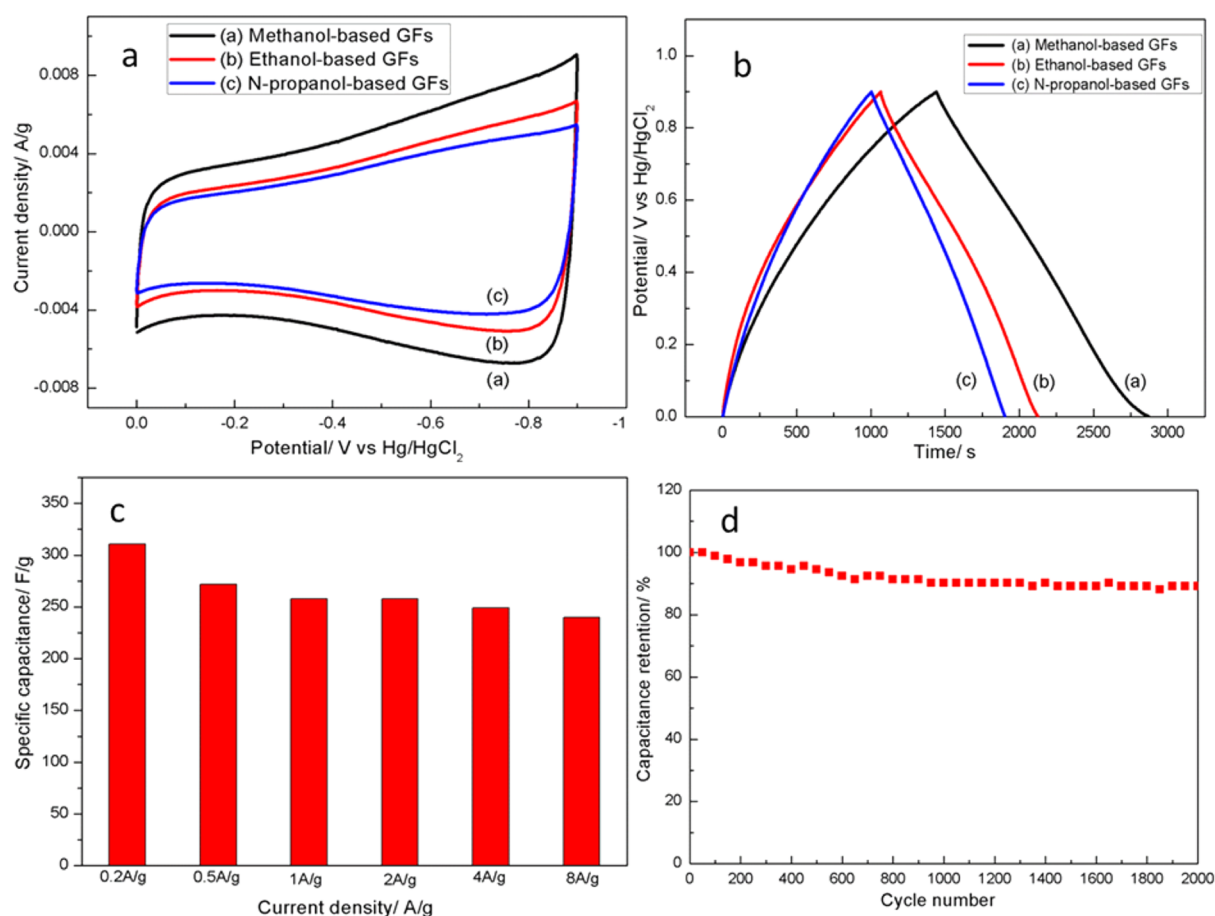 a
(a) Methanol-based GFs
(b) Ethanol-based GFs
(c) N-propanol-based GFs
Current density/ A/g
0.008
0.004
0.000
-0.004
-0.008
(c)
(b)
(a)
0.0 -0.2 -0.4 -0.6 -0.8 -1
Potential/ V vs Hg/HgCl2
b
(a) Methanol-based GFs
(b) Ethanol-based GFs
(c) N-propanol-based GFs
Potential/ V vs Hg/HgCl2
1.0
0.8
0.6
0.4
0.2
0.0
(c) (b) (a)
0 500 1000 1500 2000 2500 3000
Time/ s
c
Specific capacitance/ F/g
350
300
250
200
150
100
50
0
0.2A/g 0.5A/g 1A/g 2A/g 4A/g 8A/g
Current density/ A/g
d
Capacitance retention/ %
120
100
80
60
40
20
0
0 200 400 600 800 1000 1200 1400 1600 1800 2000
Cycle number